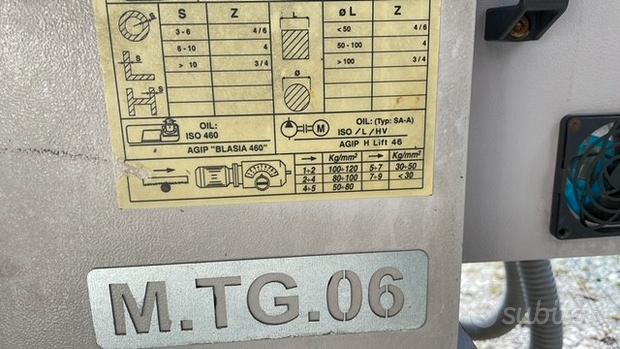 S Z L ø L Z
3-6 4/6 < 50 4/6
6-10 4 50-100 4
> 10 3/4 > 100 3/4
S
S
ø
OIL:
ISO 460
AGIP "BLASIA 460"
M
OIL: (Typ: SA-A)
ISO / L / HV
AGIP H Lift 46
→ Kg/mm² → Kg/mm²
1÷2 100÷120 5÷7 30-50
2÷4 80÷100 7÷9 < 30
4÷5 50-80
M.TG.06
subito